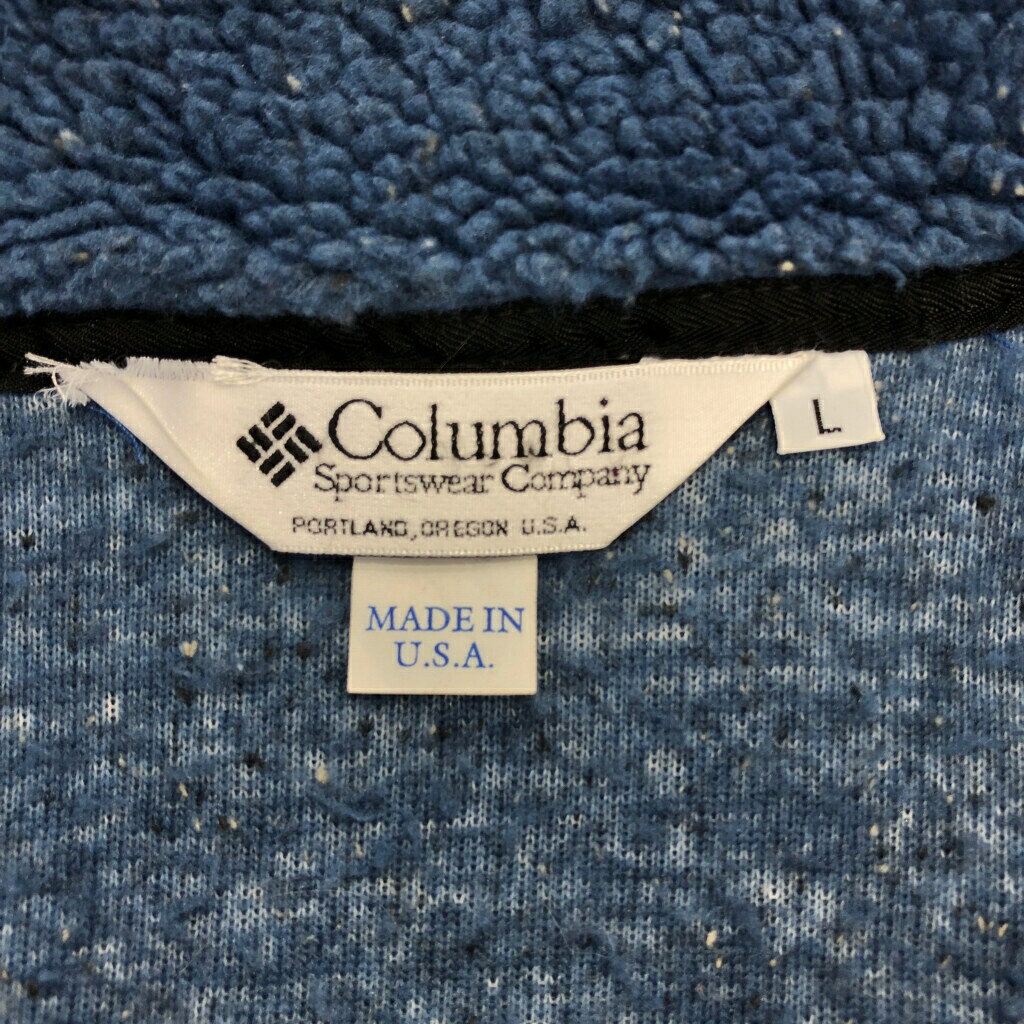 Columbia
Sportswear Company
PORTLAND, OREGON U.S.A.
L
MADE IN
U.S.A.